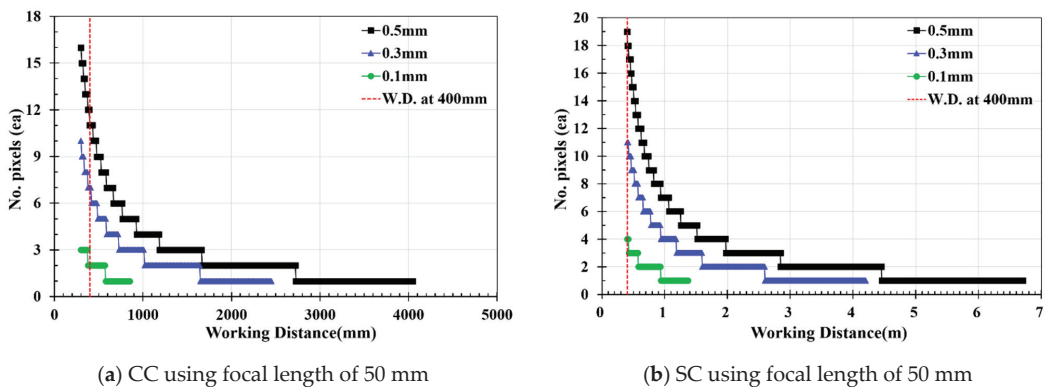 18
15
12
9
6
3
0
No. pixels (ea)
0.5mm
0.3mm
0.1mm
W.D. at 400mm
0 1000 2000 3000 4000 5000
Working Distance(mm)
(a) CC using focal length of 50 mm
20
18
16
14
12
10
8
6
4
2
0
No. pixels (ea)
0.5mm
0.3mm
0.1mm
W.D. at 400mm
0 1 2 3 4 5 6 7
Working Distance(m)
(b) SC using focal length of 50 mm